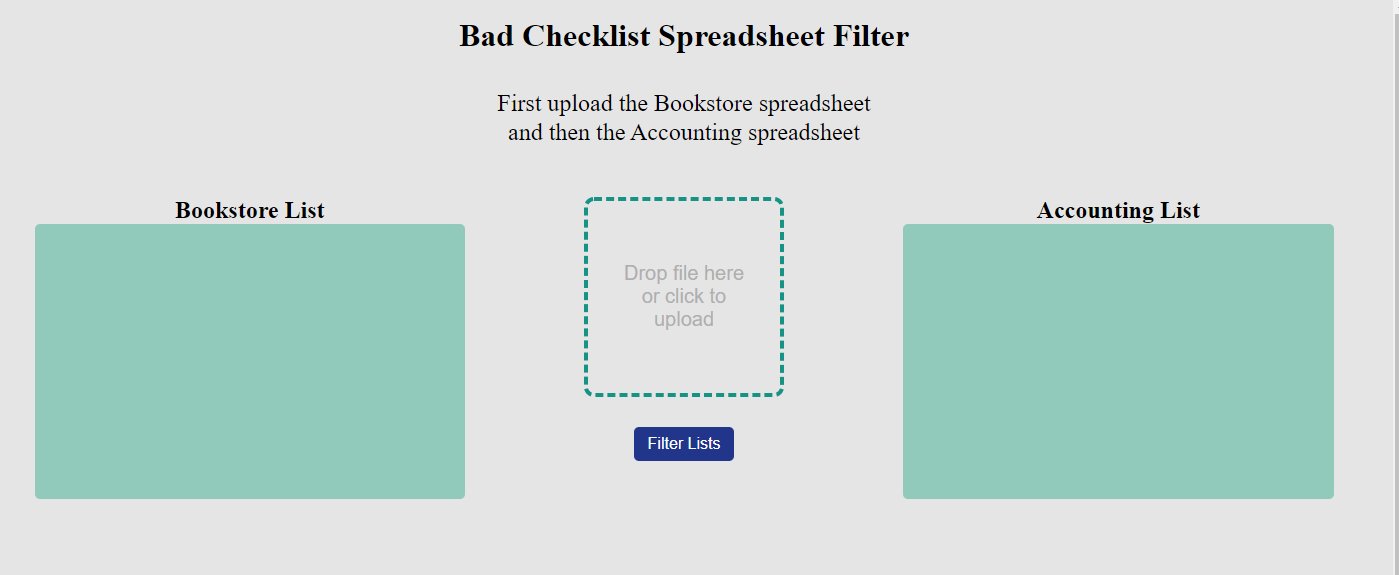 Bad Checklist Spreadsheet Filter
First upload the Bookstore spreadsheet
and then the Accounting spreadsheet
Bookstore List
Drop file here
or click to
upload
Filter Lists
Accounting List